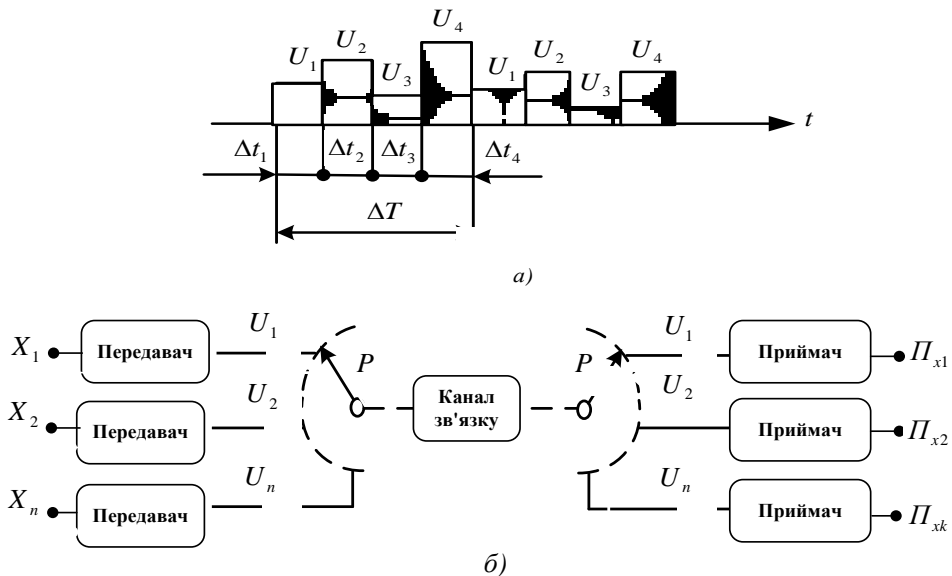 U₁ U₂ U₃ U₄ U₁ U₂ U₃ U₄
t
Δt₁ Δt₂ Δt₃ Δt₄
ΔT
а)
X₁ Передавач U₁ P P U₁ Приймач Пₓ₁
X₂ Передавач U₂ Канал зв'язку U₂ Приймач Пₓ₂
Xₙ Передавач Uₙ Uₙ Приймач Пₓₖ
б)